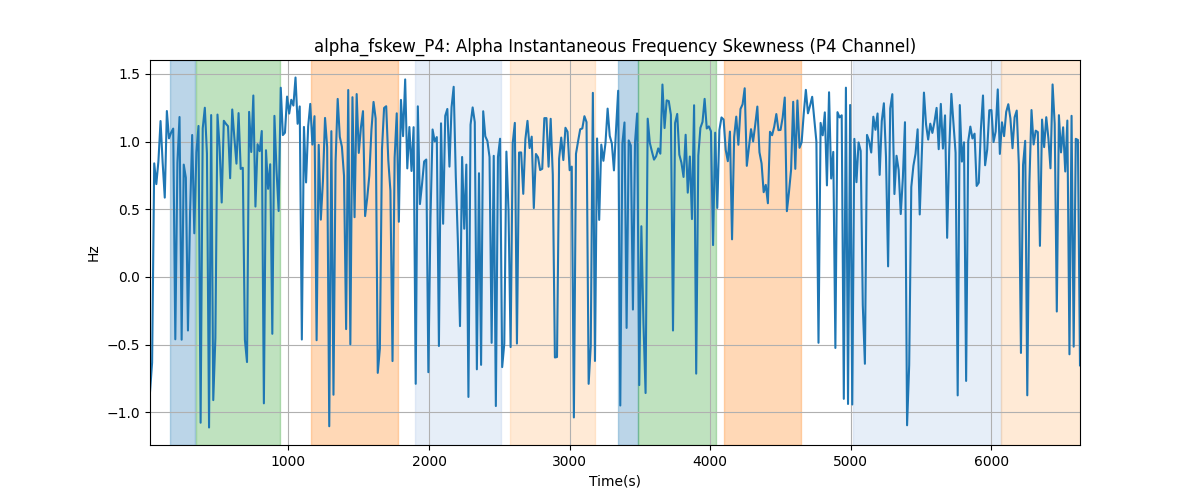 alpha_fskew_P4: Alpha Instantaneous Frequency Skewness (P4 Channel)
1.5
1.0
0.5
0.0
−0.5
−1.0
Hz
1000 2000 3000 4000 5000 6000
Time(s)